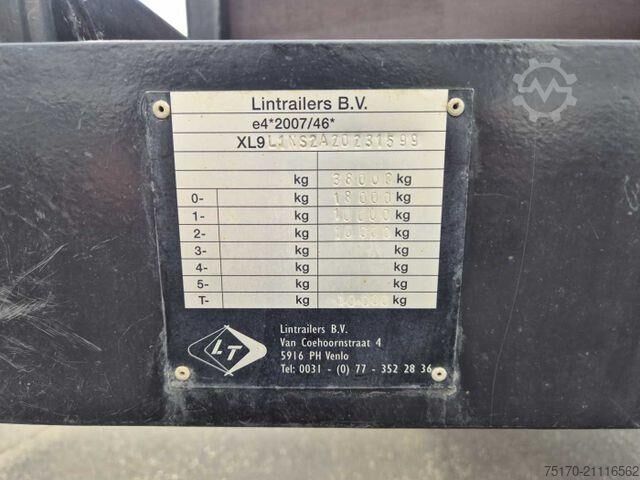 Lintrailers B.V.
e4*2007/46*
XL9L1NS2A20231599
kg 38000 kg
0- kg 18000 kg
1- kg 10000 kg
2- kg 10000 kg
3- kg kg
4- kg kg
5- kg kg
T- kg kg
LT
Lintrailers B.V.
Van Coehoornstraat 4
5916 PH Venlo
Tel: 0031 - (0) 77 - 352 28 36
75170-21116562